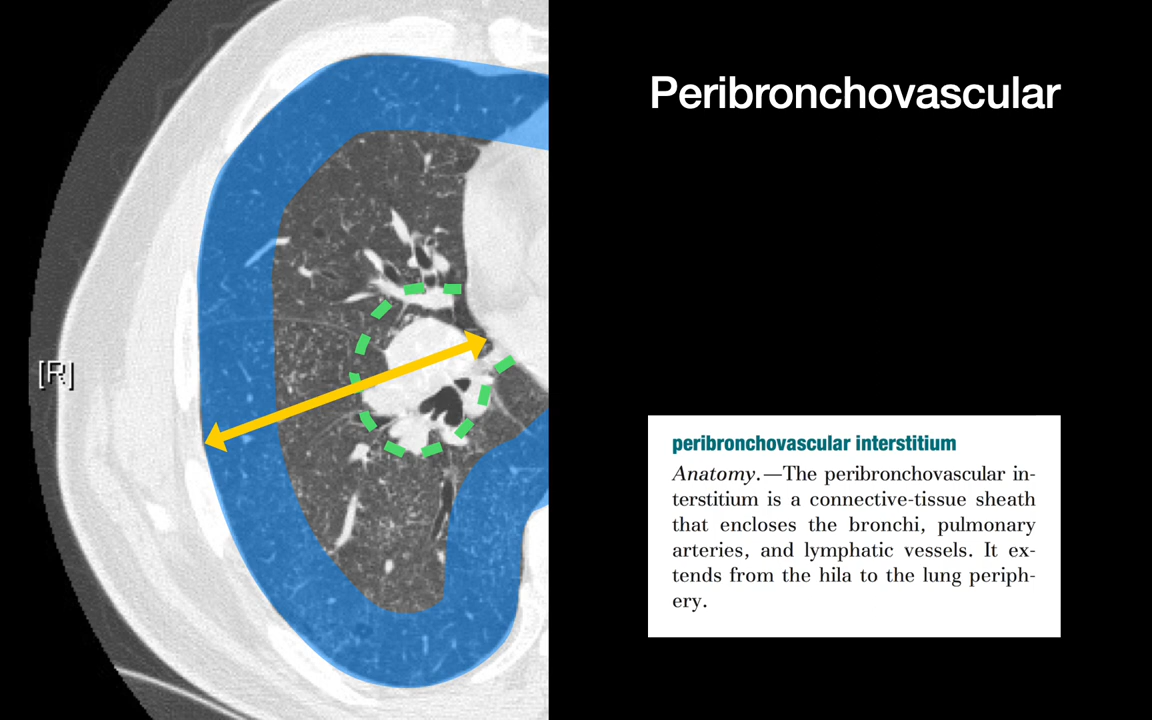 Peribronchovascular
[R]
peribronchovascular interstitium
Anatomy.—The peribronchovascular in-
terstitium is a connective-tissue sheath
that encloses the bronchi, pulmonary
arteries, and lymphatic vessels. It ex-
tends from the hila to the lung periph-
ery.